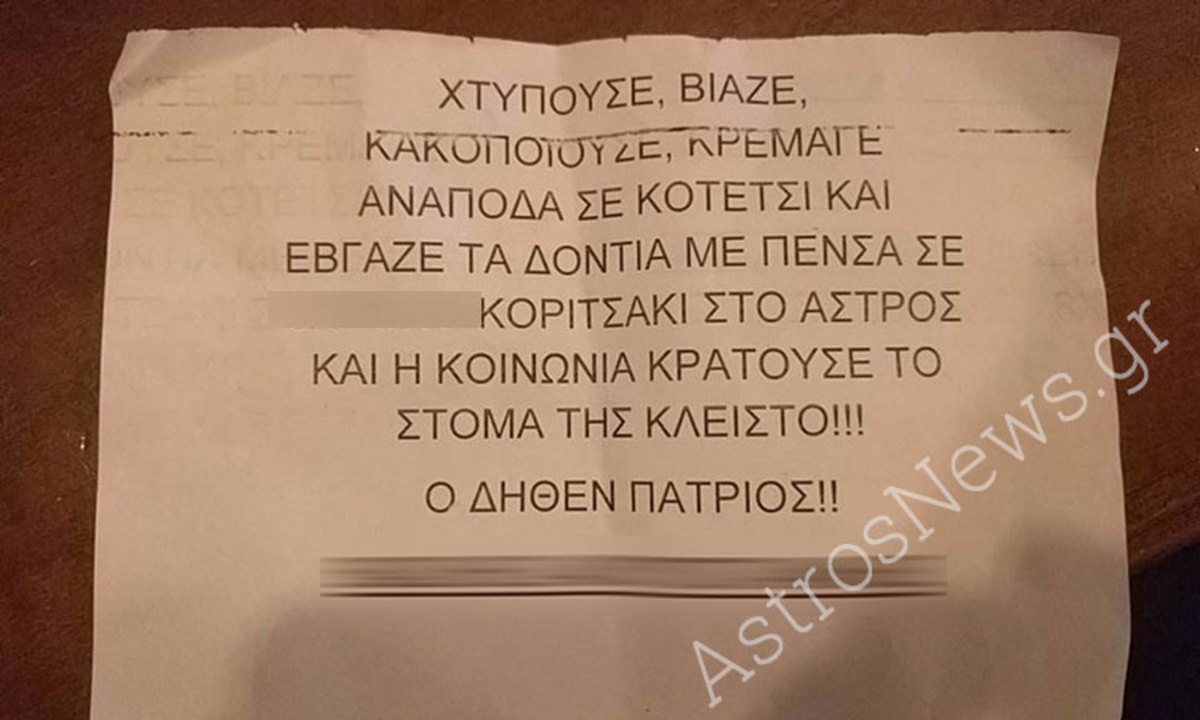 ΧΤΥΠΟΥΣΕ, ΒΙΑΖΕ,
ΚΑΚΟΠΟΙΟΥΣΕ, ΚΡΕΜΑΓΕ
ΑΝΑΠΟΔΑ ΣΕ ΚΟΤΕΤΣΙ ΚΑΙ
ΕΒΓΑΖΕ ΤΑ ΔΟΝΤΙΑ ΜΕ ΠΕΝΣΑ ΣΕ
ΚΟΡΙΤΣΑΚΙ ΣΤΟ ΑΣΤΡΟΣ
ΚΑΙ Η ΚΟΙΝΩΝΙΑ ΚΡΑΤΟΥΣΕ ΤΟ
ΣΤΟΜΑ ΤΗΣ ΚΛΕΙΣΤΟ!!!
Ο ΔΗΘΕΝ ΠΑΤΡΙΟΣ!!
AstrosNews.gr